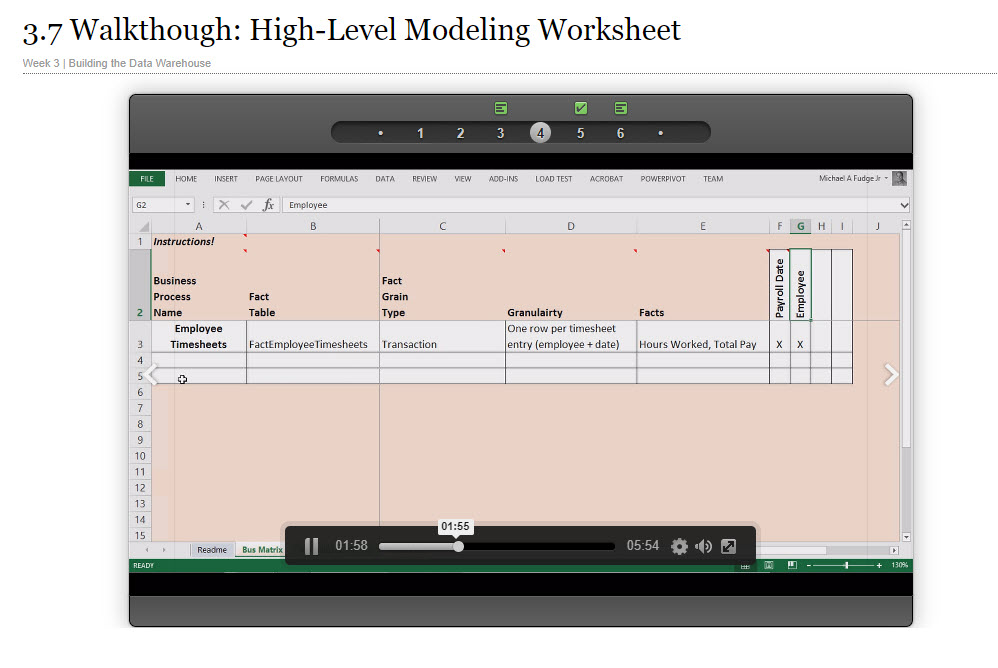 3.7 Walkthough: High-Level Modeling Worksheet
Week 3 | Building the Data Warehouse
• 1 2 3 4 5 6 •
FILE HOME INSERT PAGE LAYOUT FORMULAS DATA REVIEW VIEW ADD-INS LOAD TEST ACROBAT POWERPIVOT TEAM Michael A Fudge Jr
G2 fx Employee
A B C D E F G H I J
1 Instructions!
2 Business Process Name
Fact Table
Fact Grain Type
Granulairty
Facts
Payroll Date
Employee
3 Employee Timesheets
FactEmployeeTimesheets
Transaction
One row per timesheet
entry (employee + date)
Hours Worked, Total Pay
X X
4
5
6
7
8
9
10
11
12
13
14
15
01:55
01:58 05:54
Readme Bus Matrix
READY 130%